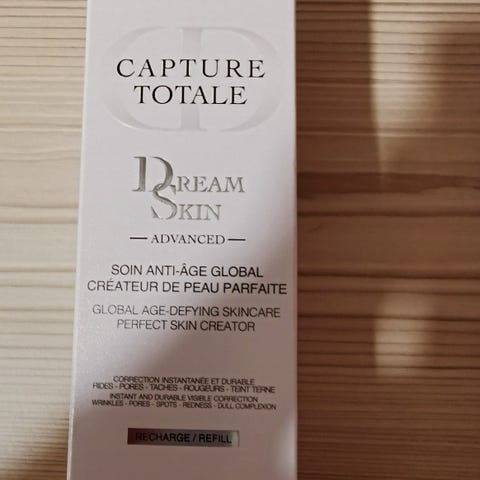 CD
CAPTURE
TOTALE
DREAM
SKIN
ADVANCED
SOIN ANTI-ÂGE GLOBAL
CRÉATEUR DE PEAU PARFAITE
GLOBAL AGE-DEFYING SKINCARE
PERFECT SKIN CREATOR
CORRECTION INSTANTANÉE ET DURABLE
RIDES - PORES - TACHES - ROUGEURS - TEINT TERNE
INSTANT AND DURABLE VISIBLE CORRECTION
WRINKLES - PORES - SPOTS - REDNESS - DULL COMPLEXION
RECHARGE / REFILL